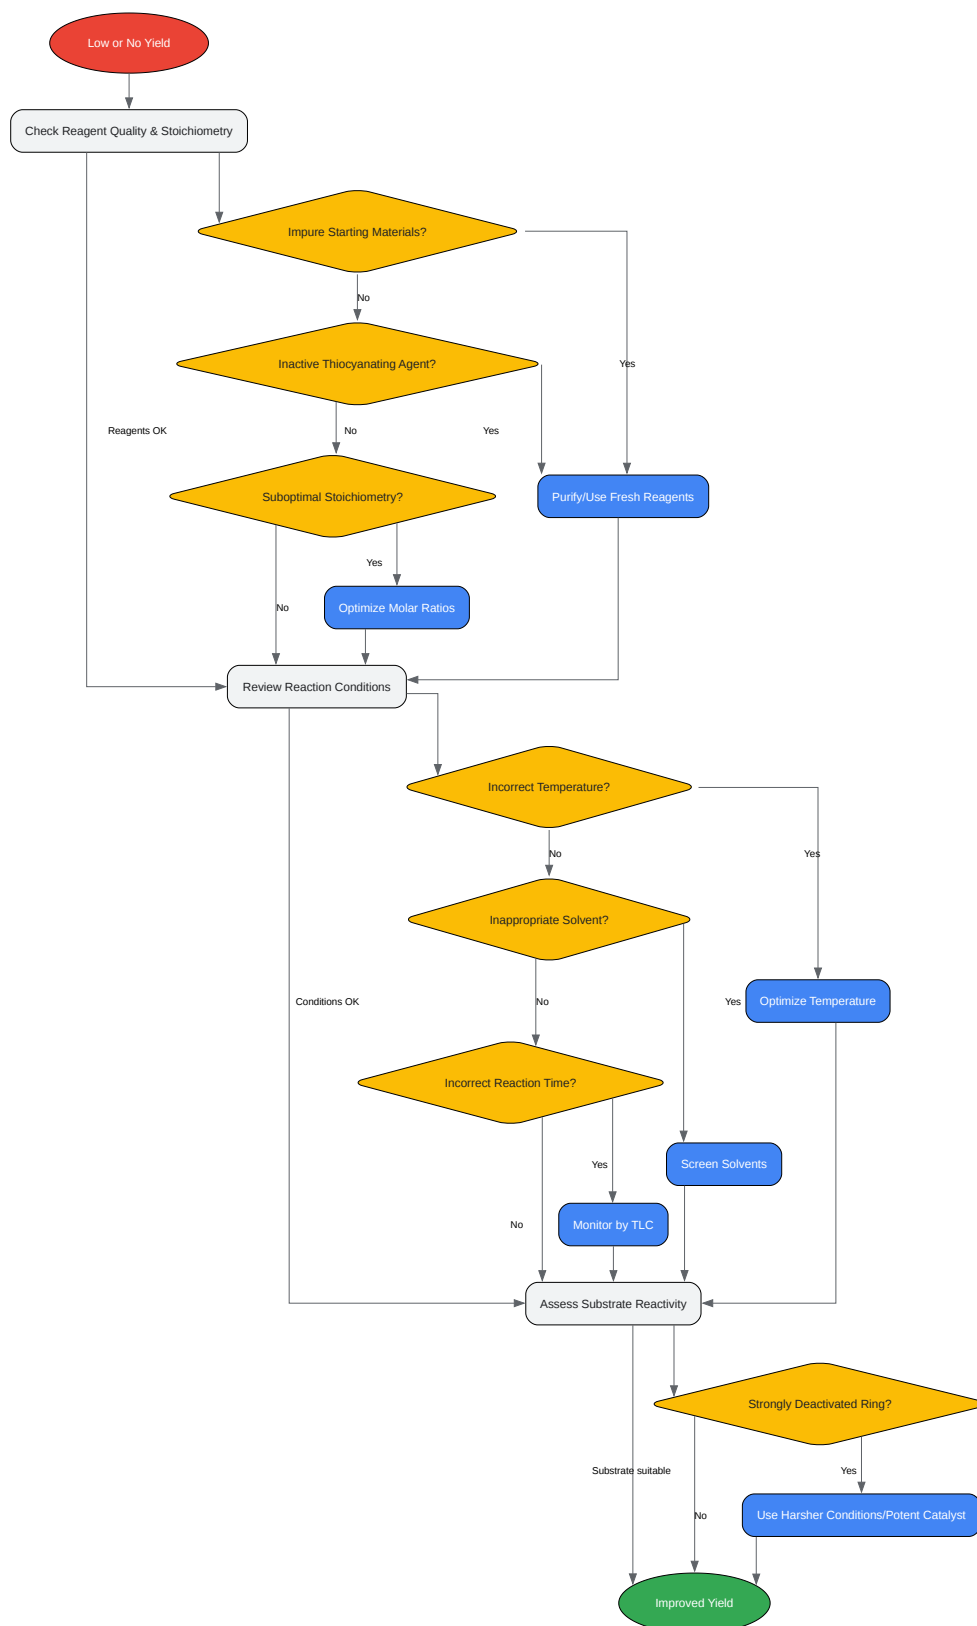 Low or No Yield
Check Reagent Quality & Stoichiometry
Impure Starting Materials?
No
Inactive Thiocyanating Agent?
Yes
Reagents OK
No
Yes
Suboptimal Stoichiometry?
Purify/Use Fresh Reagents
Yes
No
Optimize Molar Ratios
Review Reaction Conditions
Incorrect Temperature?
No
Yes
Inappropriate Solvent?
Conditions OK
No
Yes
Optimize Temperature
Incorrect Reaction Time?
Yes
Screen Solvents
No
Monitor by TLC
Assess Substrate Reactivity
Strongly Deactivated Ring?
Substrate suitable
Yes
No
Use Harsher Conditions/Potent Catalyst
Improved Yield